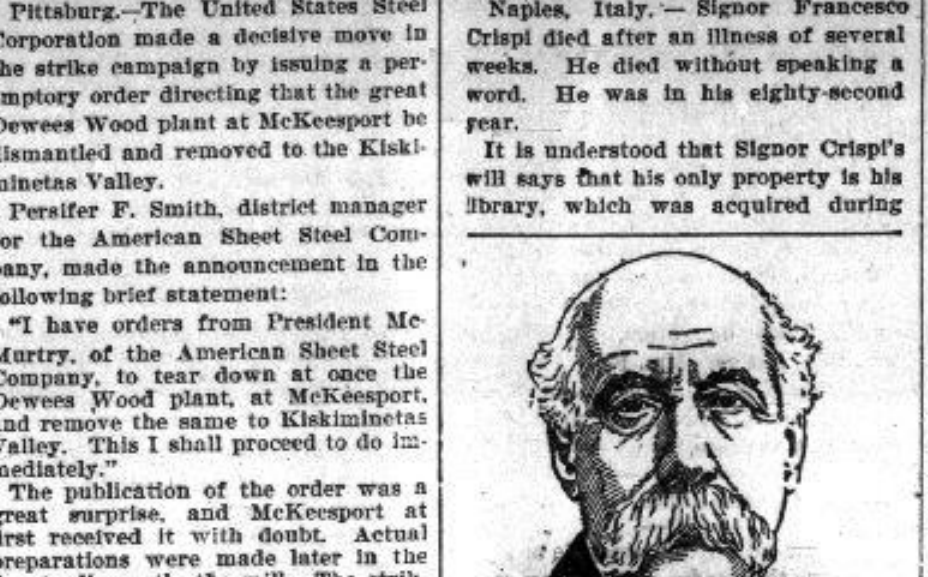 Pittsburg.—The United States Steel
Corporation made a decisive move in
the strike campaign by issuing a per-
emptory order directing that the great
Dewees Wood plant at McKeesport be
dismantled and removed to the Kiski-
minetas Valley.
Persifer F. Smith, district manager
for the American Sheet Steel Com-
pany, made the announcement in the
following brief statement:
"I have orders from President Mc-
Murtry, of the American Sheet Steel
Company, to tear down at once the
Dewees Wood plant, at McKeesport,
and remove the same to Kiskiminetas
Valley. This I shall proceed to do im-
mediately."
The publication of the order was a
great surprise, and McKeesport at
first received it with doubt. Actual
preparations were made later in the
Naples, Italy.— Signor Francesco
Crispi died after an illness of several
weeks. He died without speaking a
word. He was in his eighty-second
year.
It is understood that Signor Crispi's
will says that his only property is his
library, which was acquired during